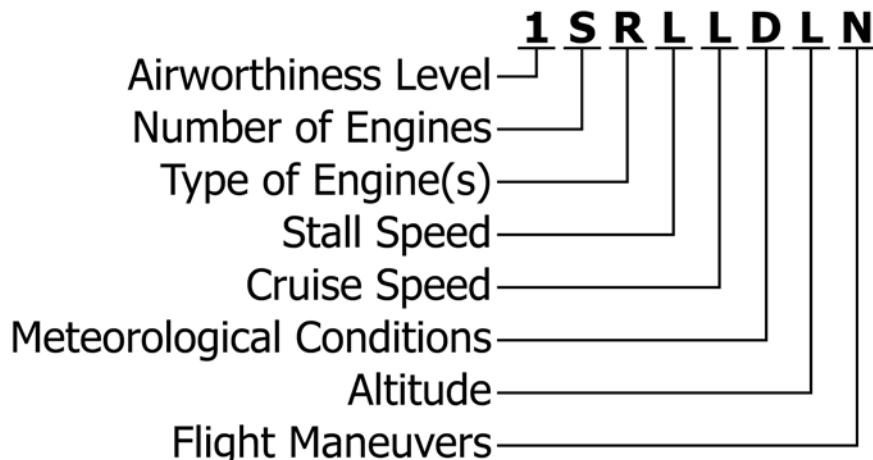 1 S R L L D L N
Airworthiness Level
Number of Engines
Type of Engine(s)
Stall Speed
Cruise Speed
Meteorological Conditions
Altitude
Flight Maneuvers